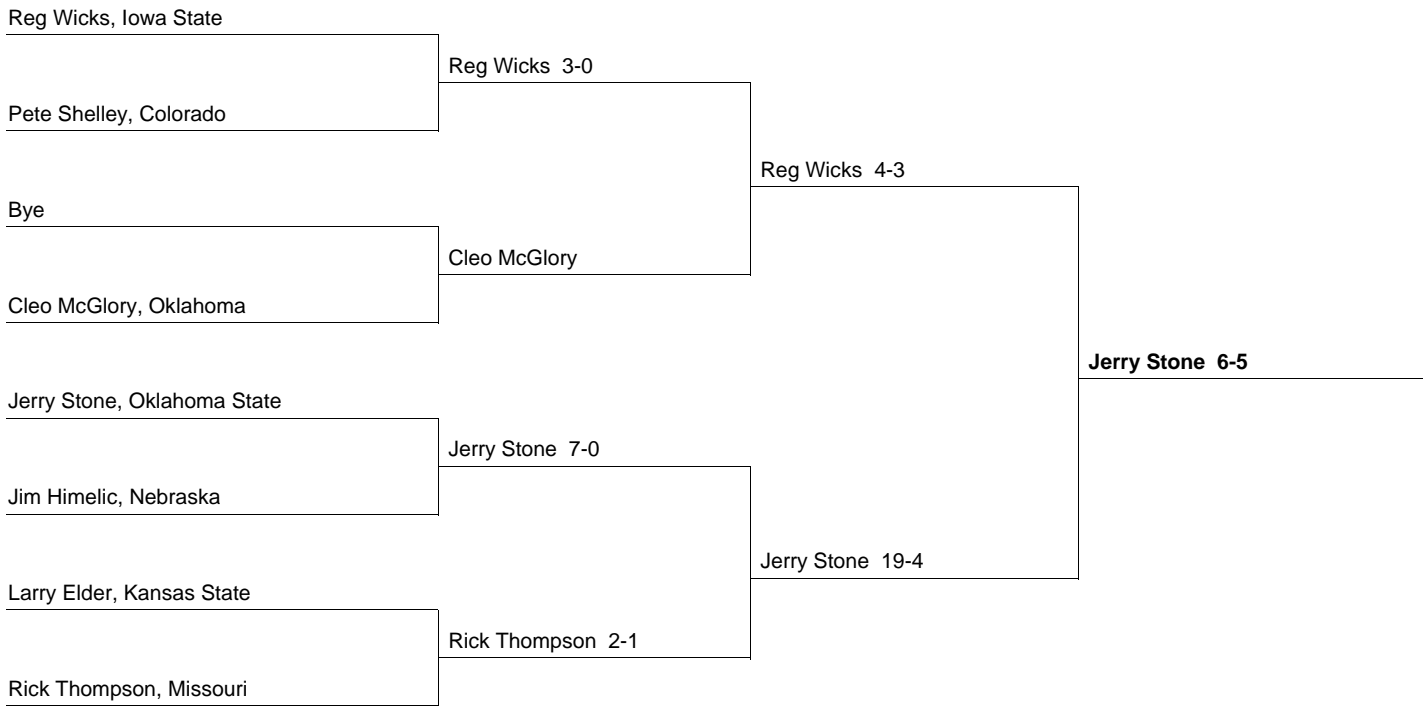 Reg Wicks, Iowa State
Reg Wicks  3-0
Pete Shelley, Colorado
Reg Wicks  4-3
Bye
Cleo McGlory
Cleo McGlory, Oklahoma
Jerry Stone  6-5
Jerry Stone, Oklahoma State
Jerry Stone  7-0
Jim Himelic, Nebraska
Jerry Stone  19-4
Larry Elder, Kansas State
Rick Thompson  2-1
Rick Thompson, Missouri